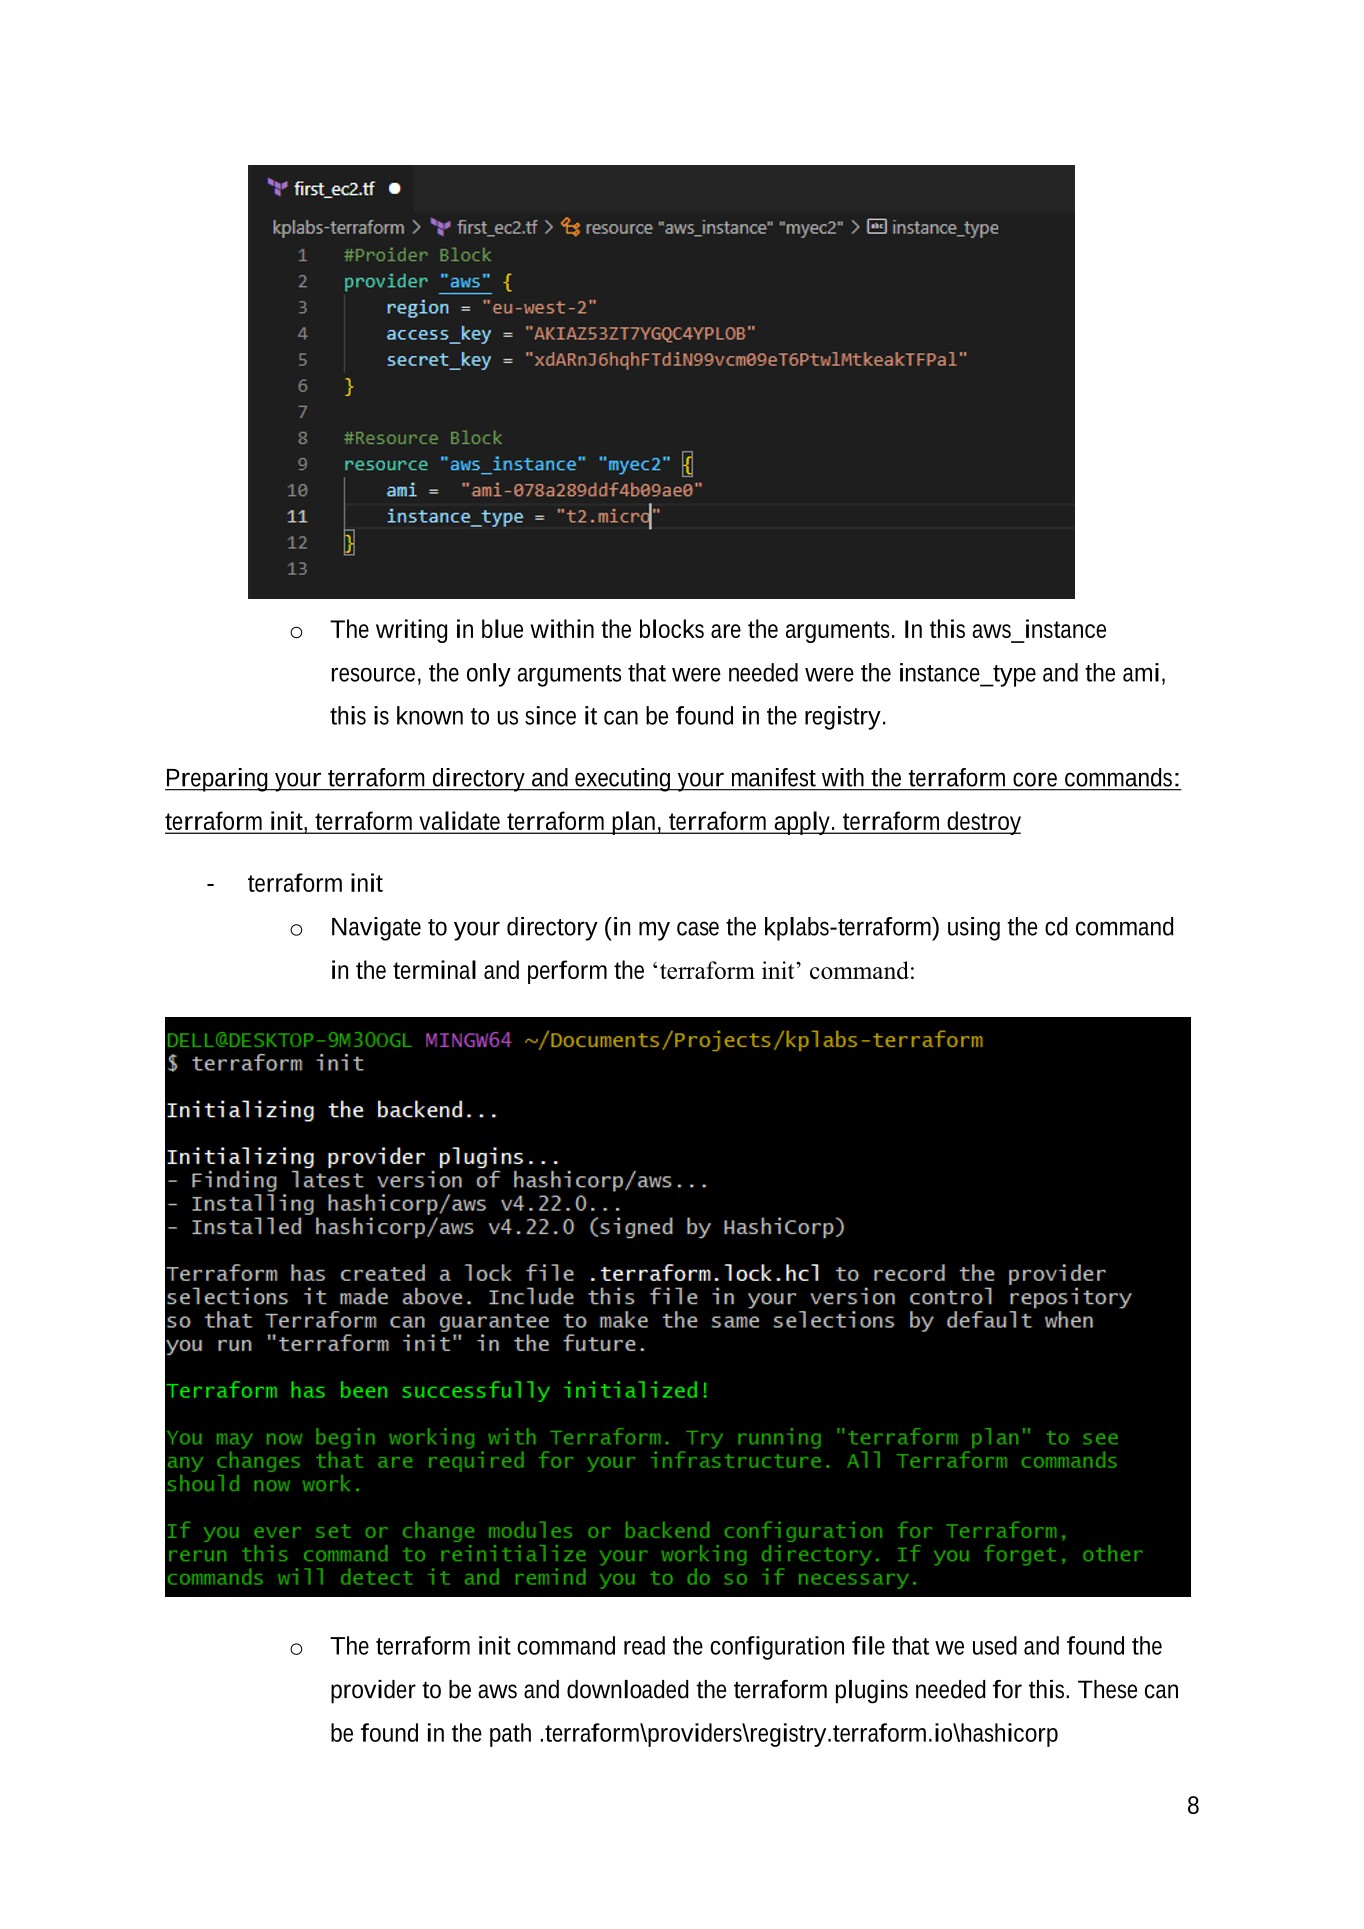 first_ec2.tf
kplabs-terraform > first_ec2.tf > resource "aws_instance" "myec2" > instance_type
1 #Proider Block
2 provider "aws" {
3 region = "eu-west-2"
4 access_key = "AKIAZ53ZT7YGQC4YPLOB"
5 secret_key = "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"
6 }
7
8 #Resource Block
9 resource "aws_instance" "myec2" {
10 ami = "ami-078a289ddf4b09ae0"
11 instance_type = "t2.micro"
12 }
13
o The writing in blue within the blocks are the arguments. In this aws_instance
resource, the only arguments that were needed were the instance_type and the ami,
this is known to us since it can be found in the registry.
Preparing your terraform directory and executing your manifest with the terraform core commands:
terraform init, terraform validate terraform plan, terraform apply. terraform destroy
- terraform init
o Navigate to your directory (in my case the kplabs-terraform) using the cd command
in the terminal and perform the ‘terraform init’ command:
DELL@DESKTOP-9M3OOGL MINGW64 ~/Documents/Projects/kplabs-terraform
$ terraform init
Initializing the backend...
Initializing provider plugins...
- Finding latest version of hashicorp/aws...
- Installing hashicorp/aws v4.22.0...
- Installed hashicorp/aws v4.22.0 (signed by HashiCorp)
Terraform has created a lock file .terraform.lock.hcl to record the provider
selections it made above. Include this file in your version control repository
so that Terraform can guarantee to make the same selections by default when
you run "terraform init" in the future.
Terraform has been successfully initialized!
You may now begin working with Terraform. Try running "terraform plan" to see
any changes that are required for your infrastructure. All Terraform commands
should now work.
If you ever set or change modules or backend configuration for Terraform,
rerun this command to reinitialize your working directory. If you forget, other
commands will detect it and remind you to do so if necessary.
o The terraform init command read the configuration file that we used and found the
provider to be aws and downloaded the terraform plugins needed for this. These can
be found in the path .terraform\providers\registry.terraform.io\hashicorp
8